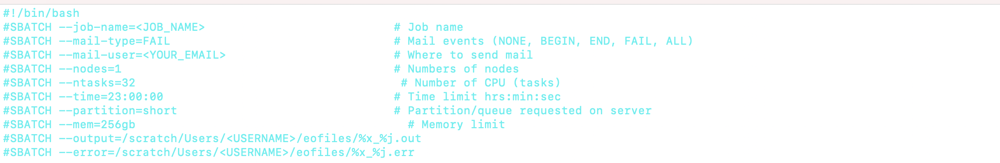 #!/bin/bash
#SBATCH --job-name=<JOB_NAME>                           # Job name
#SBATCH --mail-type=FAIL                                # Mail events (NONE, BEGIN, END, FAIL, ALL)
#SBATCH --mail-user=<YOUR_EMAIL>                        # Where to send mail
#SBATCH --nodes=1                                       # Numbers of nodes
#SBATCH --ntasks=32                                      # Number of CPU (tasks)
#SBATCH --time=23:00:00                                 # Time limit hrs:min:sec
#SBATCH --partition=short                               # Partition/queue requested on server
#SBATCH --mem=256gb                                       # Memory limit
#SBATCH --output=/scratch/Users/<USERNAME>/eofiles/%x_%j.out
#SBATCH --error=/scratch/Users/<USERNAME>/eofiles/%x_%j.err